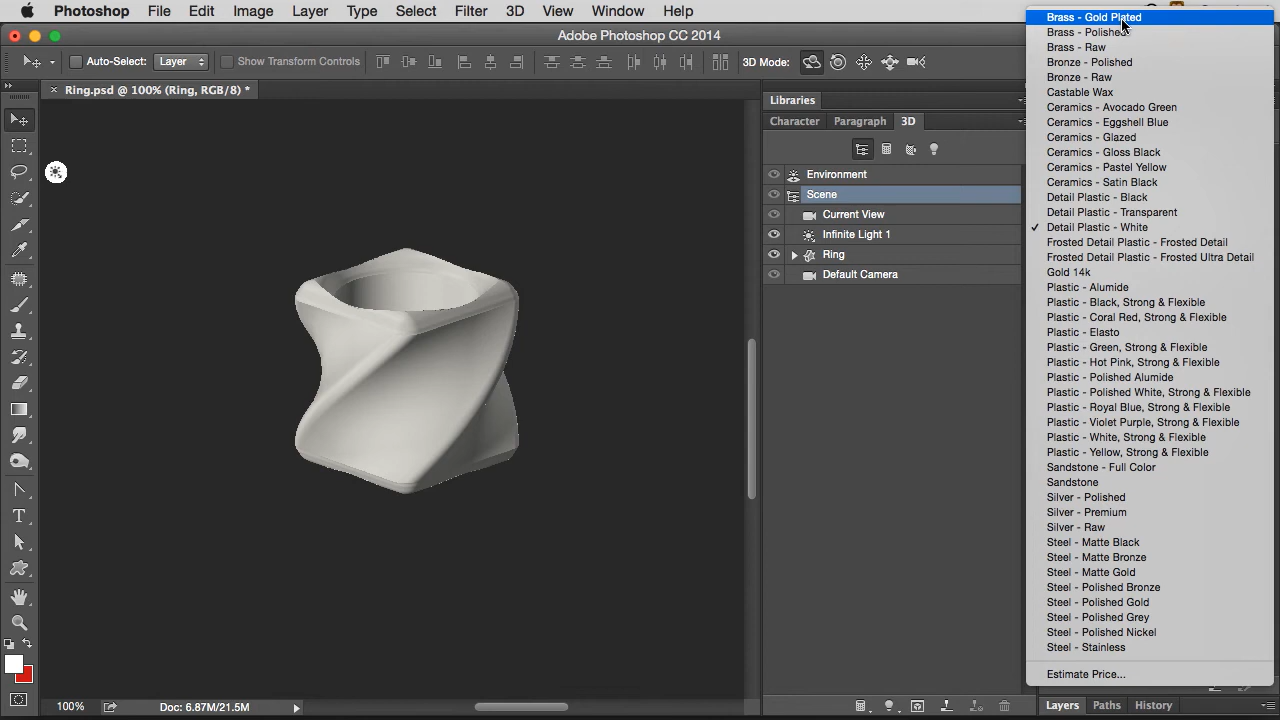 Photoshop File Edit Image Layer Type Select Filter 3D View Window Help
Adobe Photoshop CC 2014
Auto-Select: Layer Show Transform Controls 3D Mode:
× Ring.psd @ 100% (Ring, RGB/8) *
Libraries
Character Paragraph 3D
Environment
Scene
Current View
Infinite Light 1
Ring
Default Camera
Brass - Gold Plated
Brass - Polished
Brass - Raw
Bronze - Polished
Bronze - Raw
Castable Wax
Ceramics - Avocado Green
Ceramics - Eggshell Blue
Ceramics - Glazed
Ceramics - Gloss Black
Ceramics - Pastel Yellow
Ceramics - Satin Black
Detail Plastic - Black
Detail Plastic - Transparent
✓ Detail Plastic - White
Frosted Detail Plastic - Frosted Detail
Frosted Detail Plastic - Frosted Ultra Detail
Gold 14k
Plastic - Alumide
Plastic - Black, Strong & Flexible
Plastic - Coral Red, Strong & Flexible
Plastic - Elasto
Plastic - Green, Strong & Flexible
Plastic - Hot Pink, Strong & Flexible
Plastic - Polished Alumide
Plastic - Polished White, Strong & Flexible
Plastic - Royal Blue, Strong & Flexible
Plastic - Violet Purple, Strong & Flexible
Plastic - White, Strong & Flexible
Plastic - Yellow, Strong & Flexible
Sandstone - Full Color
Sandstone
Silver - Polished
Silver - Premium
Silver - Raw
Steel - Matte Black
Steel - Matte Bronze
Steel - Matte Gold
Steel - Polished Bronze
Steel - Polished Gold
Steel - Polished Grey
Steel - Polished Nickel
Steel - Stainless
Estimate Price...
100% Doc: 6.87M/21.5M
Layers Paths History